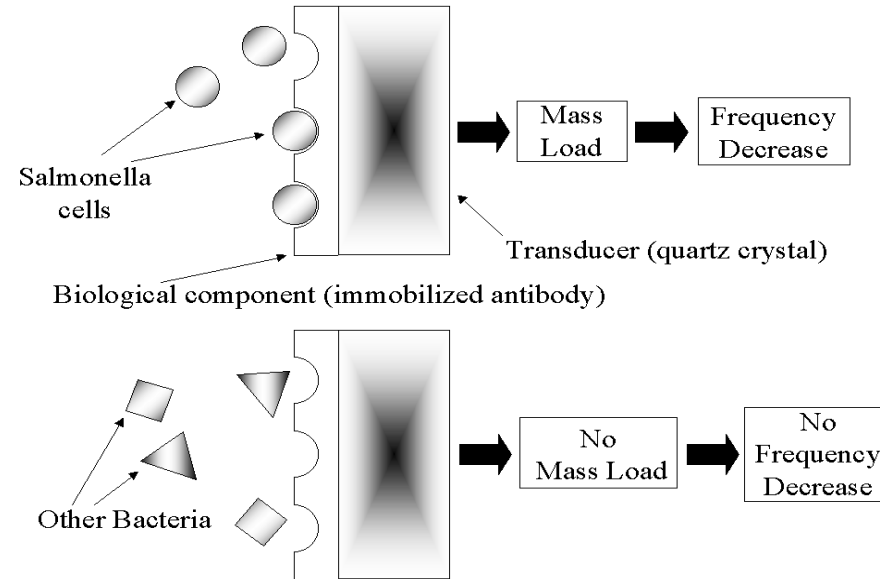 Mass
Load
Frequency
Decrease
Salmonella
cells
Transducer (quartz crystal)
Biological component (immobilized antibody)
No
Mass Load
No
Frequency
Decrease
Other Bacteria